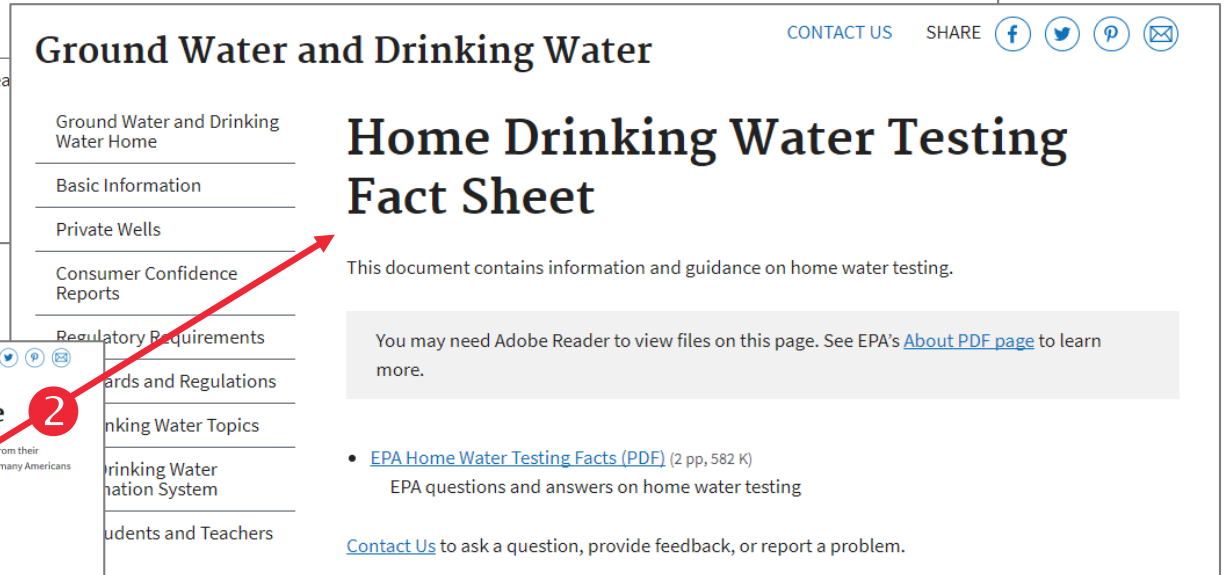 Ground Water and Drinking Water
CONTACT US SHARE
Ground Water and Drinking
Water Home
Basic Information
Private Wells
Consumer Confidence
Reports
Regulatory Requirements
ards and Regulations
nking Water Topics
rinking Water
mation System
udents and Teachers
Home Drinking Water Testing
Fact Sheet
This document contains information and guidance on home water testing.
You may need Adobe Reader to view files on this page. See EPA's About PDF page to learn
more.
• EPA Home Water Testing Facts (PDF) (2 pp, 582 K)
EPA questions and answers on home water testing
Contact Us to ask a question, provide feedback, or report a problem.
2
rom their
many Americans